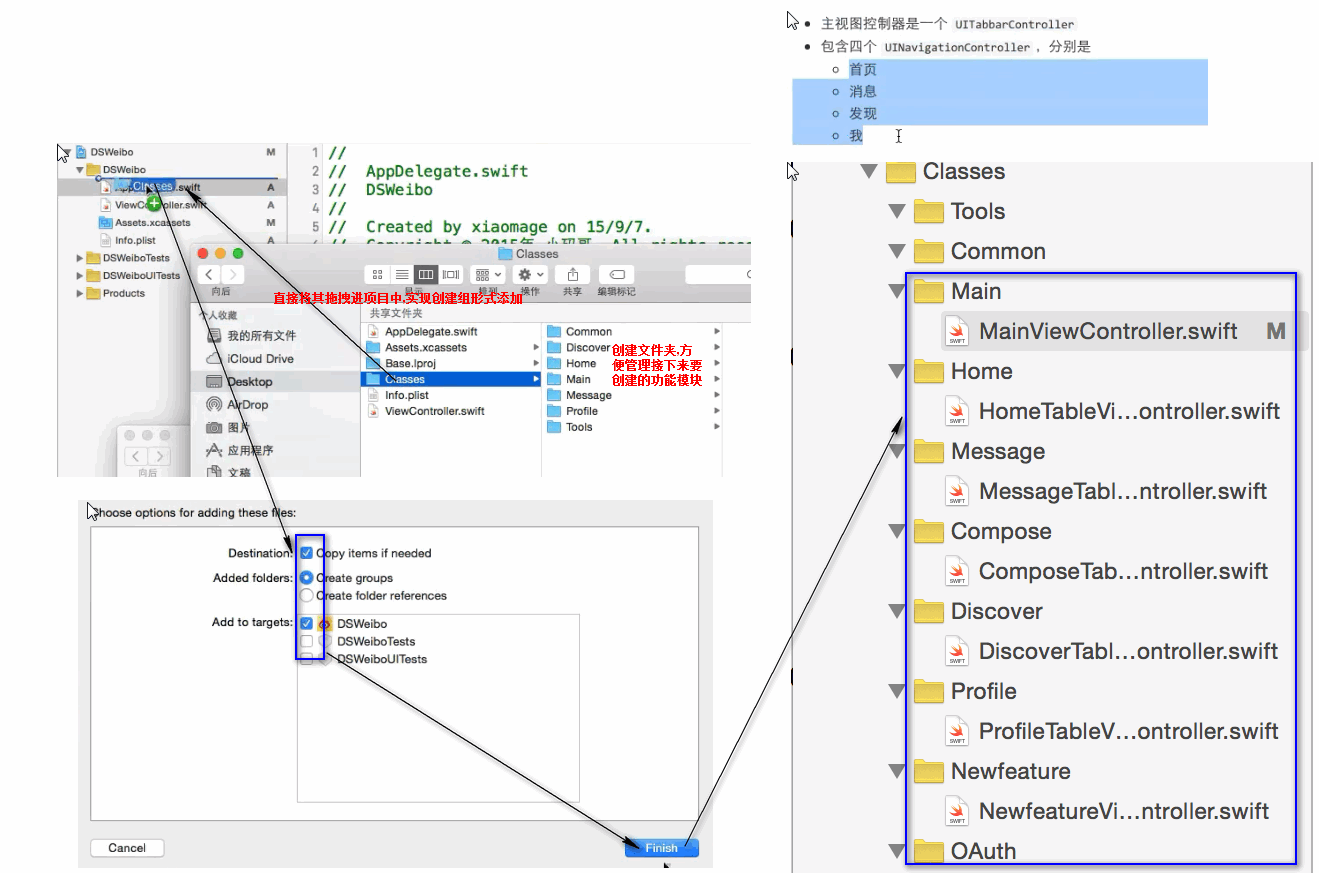 主视图控制器是一个 UITabbarController
包含四个 UINavigationController，分别是
首页
消息
发现
我
DSWeibo M
DSWeibo
Classes .swift A
ViewController.swift A
Assets.xcassets M
Info.plist A
DSWeiboTests
DSWeiboUITests
Products
1 //
2 // AppDelegate.swift
3 // DSWeibo
4 //
5 // Created by xiaomage on 15/9/7.
Classes
向后
显示 排列 操作 共享 编辑标记
直接将其拖拽进项目中,实现创建组形式添加
个人收藏
我的所有文件
iCloud Drive
Desktop
AirDrop
图片
应用程序
文稿
向后
共享文件夹
AppDelegate.swift
Assets.xcassets
Base.lproj
Classes
Info.plist
ViewController.swift
Common
Discover
Home
Main
Message
Profile
Tools
创建文件夹,方
便管理接下来要
创建的功能模块
Choose options for adding these files:
Destination: Copy items if needed
Added folders: Create groups
Create folder references
Add to targets: DSWeibo
DSWeiboTests
DSWeiboUITests
Cancel Finish
Classes
Tools
Common
Main
MainViewController.swift M
Home
HomeTableVi...ontroller.swift
Message
MessageTabl...ntroller.swift
Compose
ComposeTab...ntroller.swift
Discover
DiscoverTabl...ontroller.swift
Profile
ProfileTableV...ontroller.swift
Newfeature
NewfeatureVi...ntroller.swift
OAuth